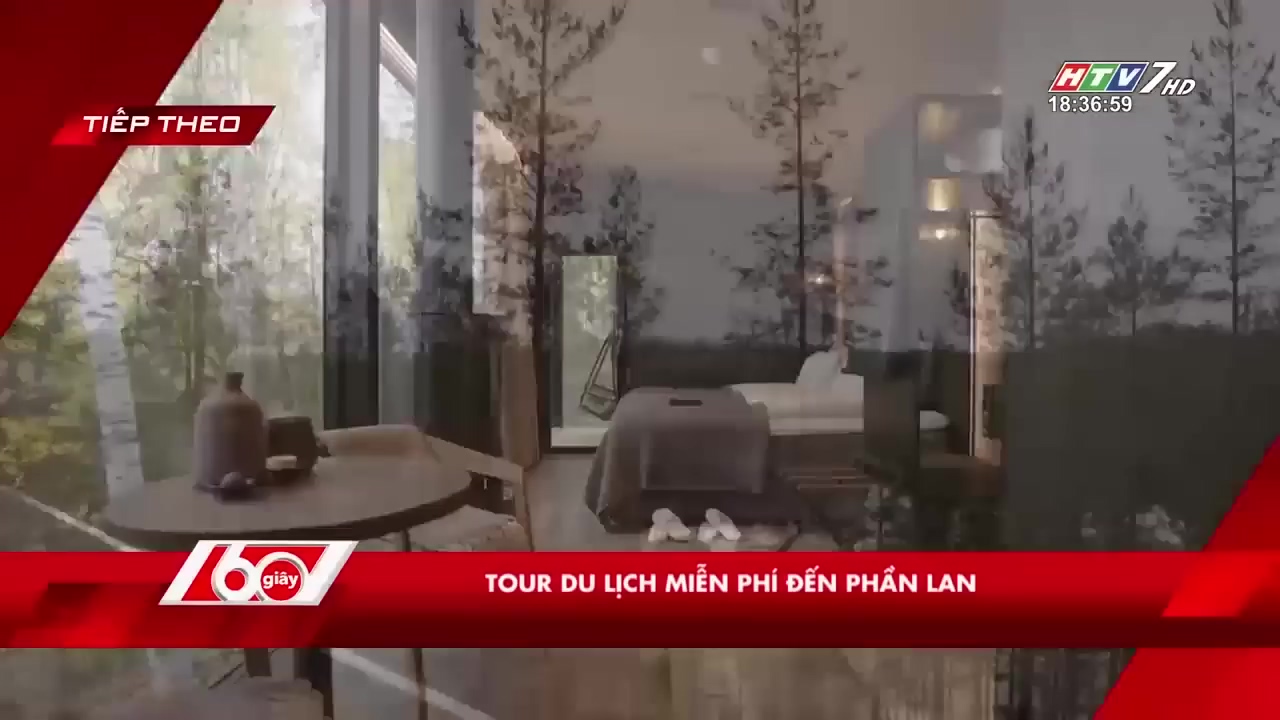 HTV7 HD
18:36:59
TIẾP THEO
60 giây
TOUR DU LỊCH MIỄN PHÍ ĐẾN PHẦN LAN